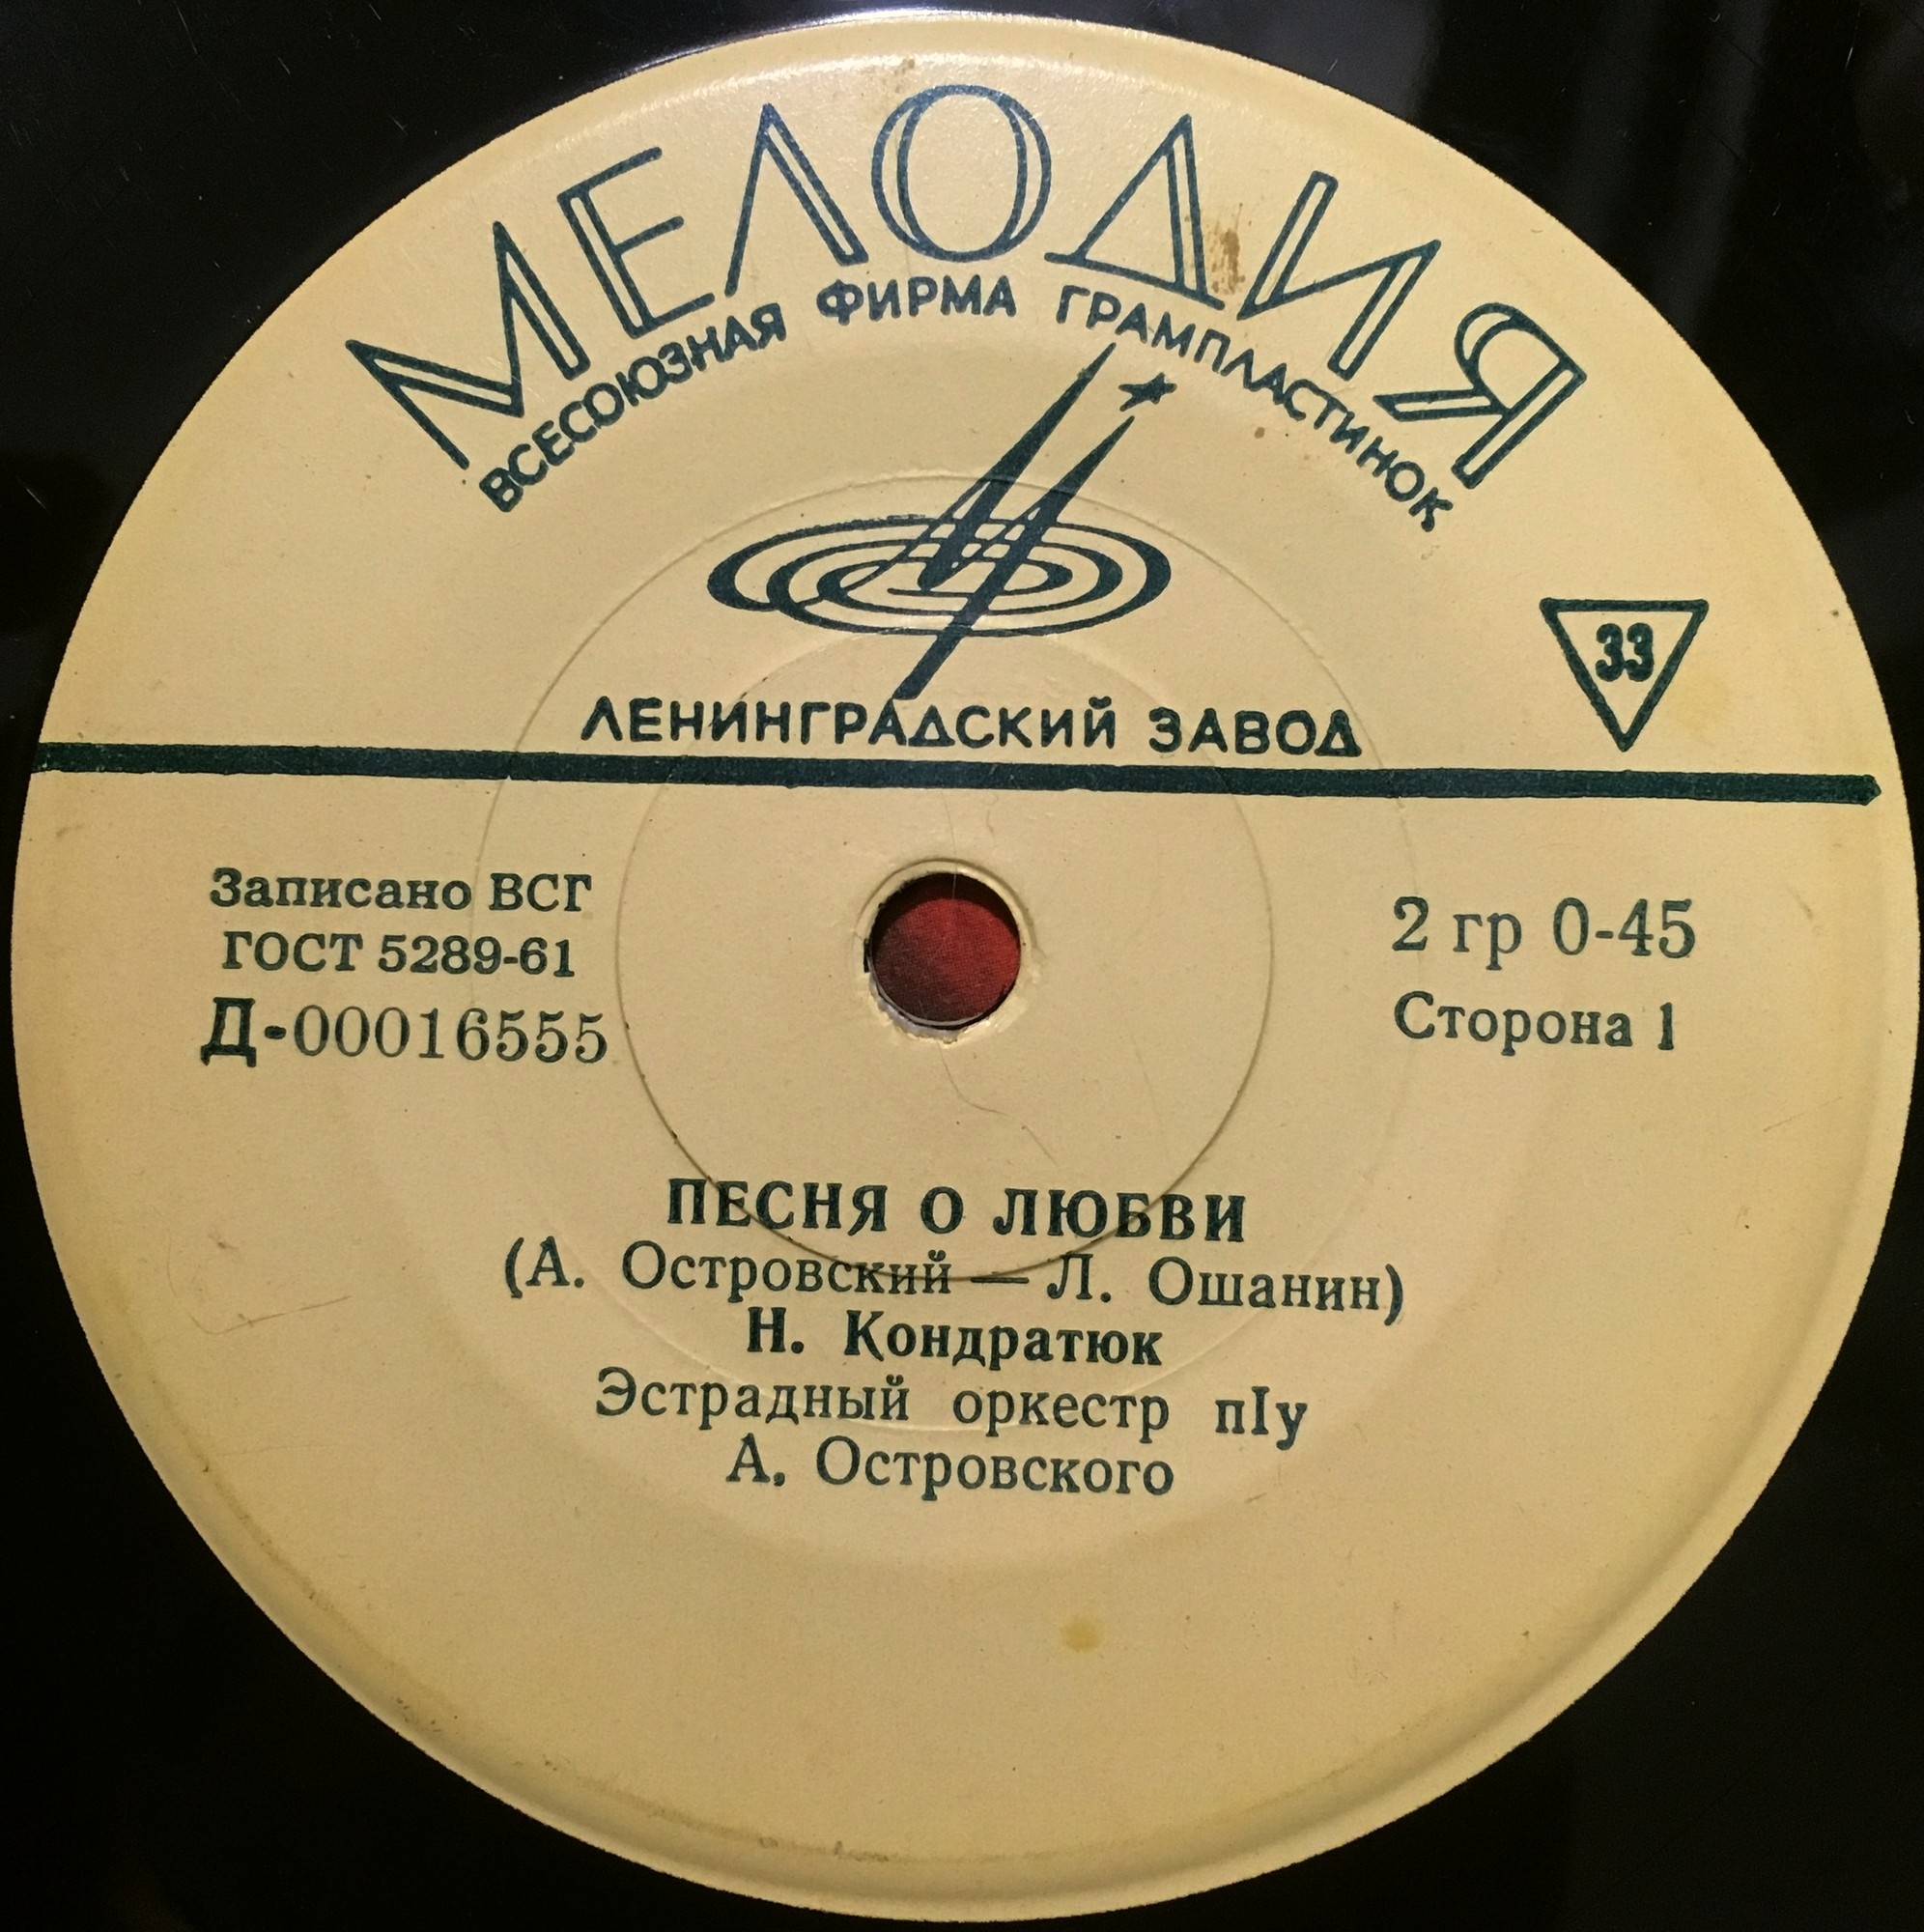 МЕЛОДИЯ
ВСЕСОЮЗНАЯ ФИРМА ГРАМПЛАСТИНОК
33
ЛЕНИНГРАДСКИЙ ЗАВОД
Записано ВСГ
ГОСТ 5289-61
Д-00016555
2 гр 0-45
Сторона 1
ПЕСНЯ О ЛЮБВИ
(А. Островский — Л. Ошанин)
Н. Кондратюк
Эстрадный оркестр пIу
А. Островского